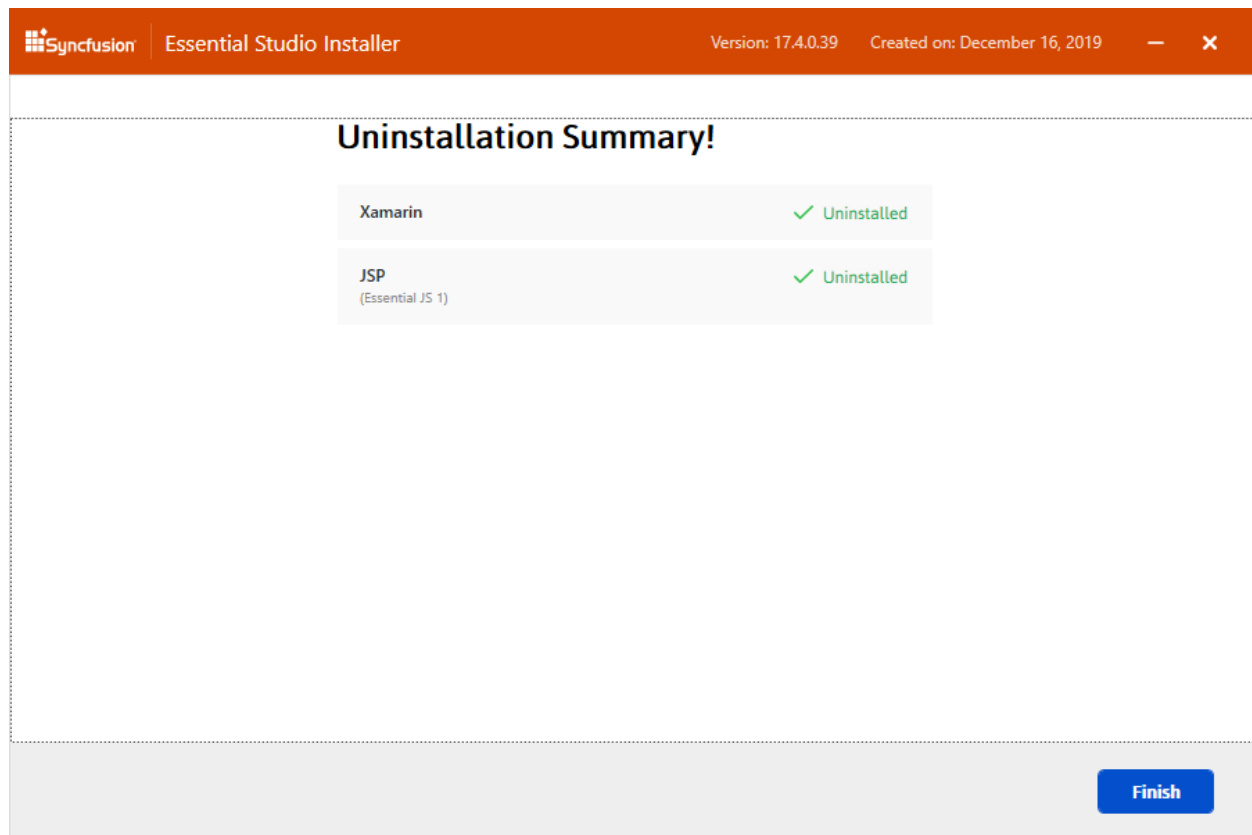 Syncfusion Essential Studio Installer Version: 17.4.0.39 Created on: December 16, 2019
Uninstallation Summary!
Xamarin Uninstalled
JSP Uninstalled
(Essential JS 1)
Finish